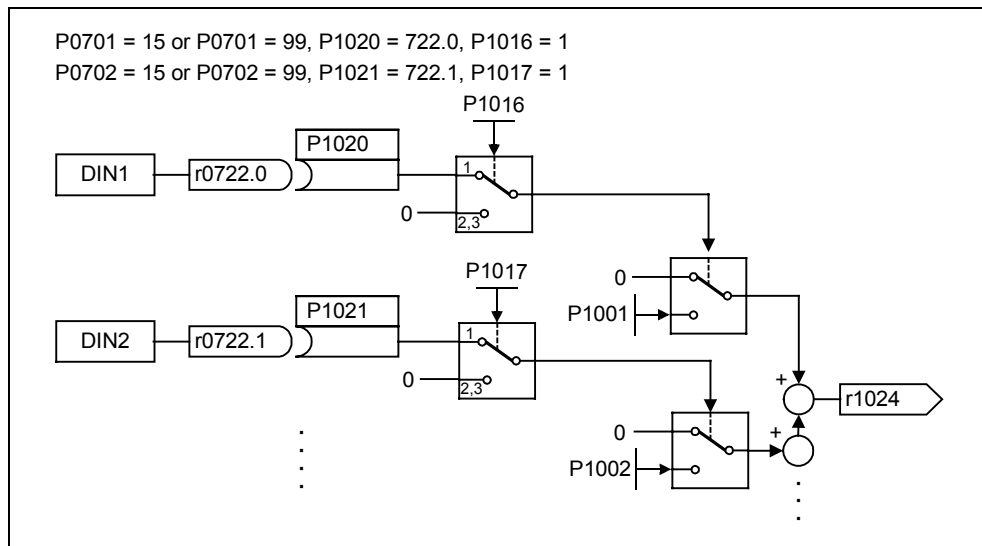 P0701 = 15 or P0701 = 99, P1020 = 722.0, P1016 = 1
P0702 = 15 or P0702 = 99, P1021 = 722.1, P1017 = 1
P1016
P1020
DIN1
r0722.0
1
0
2,3
P1017
0
P1021
P1001
DIN2
r0722.1
1
0
2,3
+
r1024
0
+
P1002